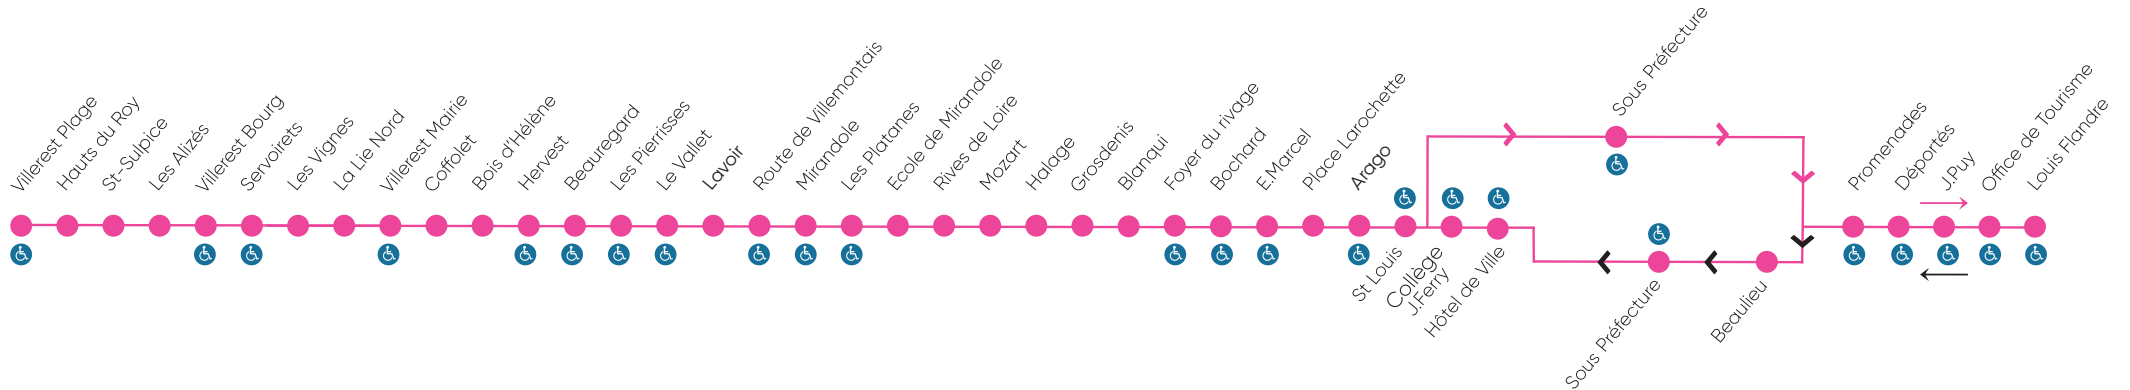 Villerest Plage
Hauts du Roy
St-Sulpice
Les Alizés
Villerest Bourg
Servoirets
Les Vignes
La Lie Nord
Villerest Mairie
Coffolet
Bois d'Hélène
Hervest
Beauregard
Les Pierrisses
Le Vallet
Lavoir
Route de Villemontais
Mirandole
Les Platanes
Ecole de Mirandole
Rives de Loire
Mozart
Halage
Grosdenis
Blanqui
Foyer du rivage
Bochard
E.Marcel
Place Larochette
Arago
St Louis
Collège
J.Ferry
Hôtel de Ville
Sous Préfecture
Sous Préfecture
Beaulieu
Promenades
Déportés
J.Puy
Office de Tourisme
Louis Flandre